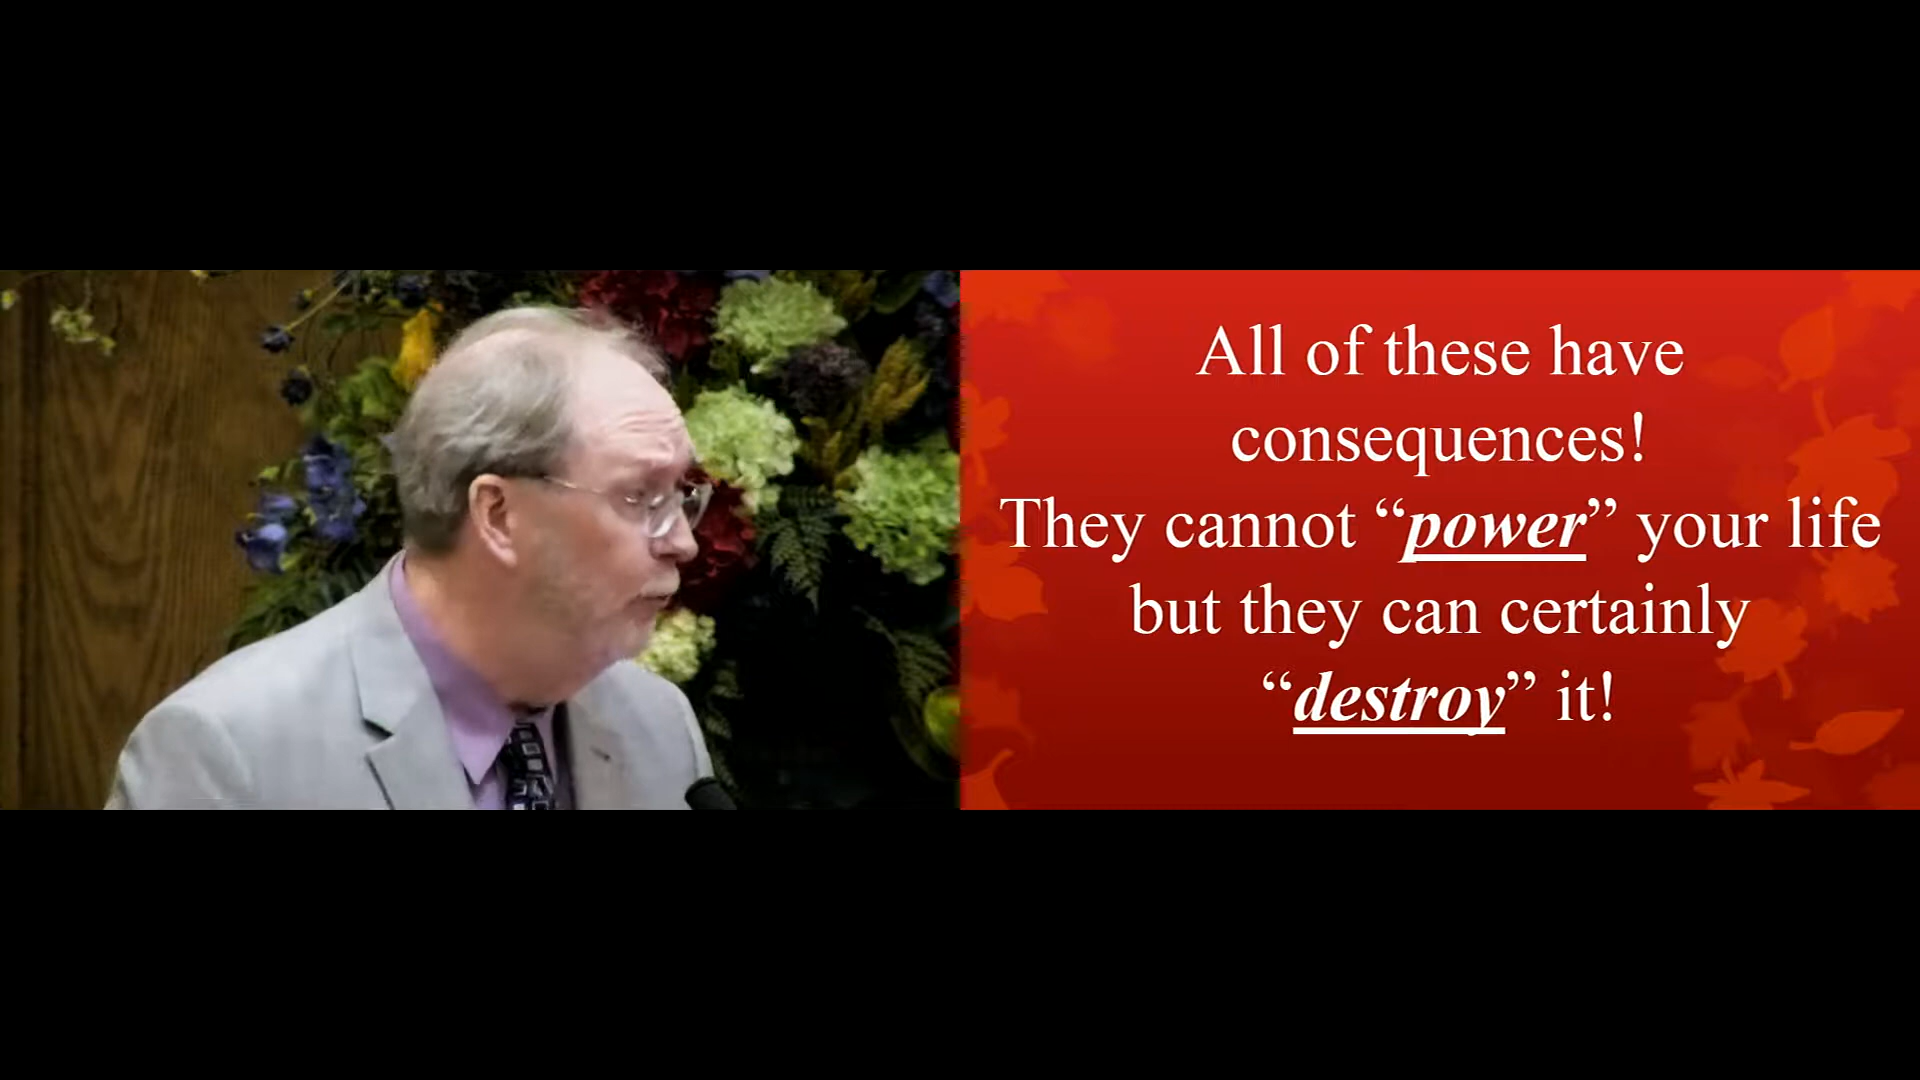 All of these have
consequences!
They cannot “power” your life
but they can certainly
“destroy” it!